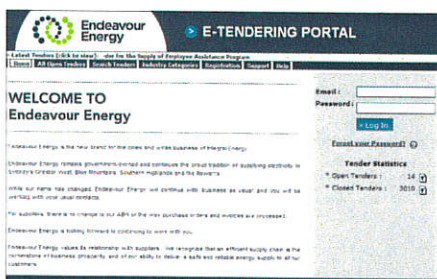 Endeavour
Energy
E-TENDERING PORTAL
Latest Tenders (click to view) for the Supply of Employee Assistance Program
Home All Open Tenders Search Tenders Industry Categories Registration Support Help
WELCOME TO
Endeavour Energy
Endeavour Energy is the new brand for the poles and wires business of Integral Energy.
Endeavour Energy remains government-owned and continues the proud tradition of supplying electricity to
Sydney's Greater West, Blue Mountains, Southern Highlands and the Illawarra.
While our name has changed, Endeavour Energy will continue with business as usual and you will be
working with your usual contacts.
For suppliers, there is no change to our ABN or the way purchase orders and invoices are processed.
Endeavour Energy is looking forward to continuing to work with you.
Endeavour Energy values its relationship with suppliers. We recognise that an efficient supply chain is the
cornerstone of business prosperity and of our ability to deliver a safe and reliable energy supply to all our
customers.
Email:
Password:
» Log In
Forgot your Password?
Tender Statistics
* Open Tenders : 14
* Closed Tenders : 3010